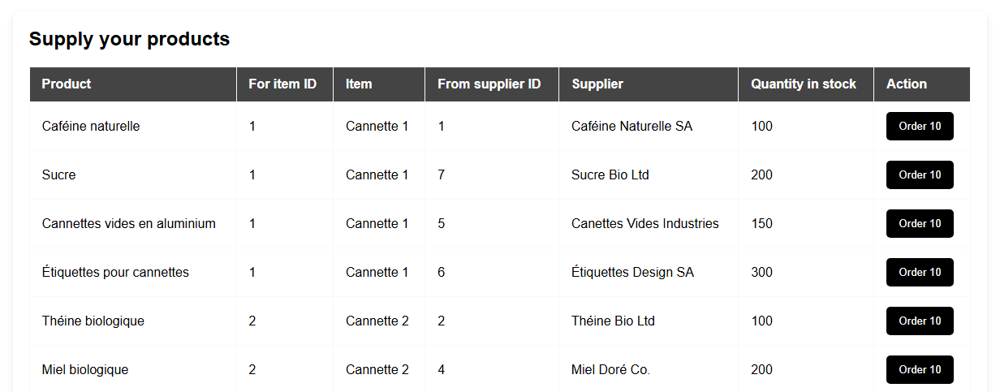 Supply your products
Product For item ID Item From supplier ID Supplier Quantity in stock Action
Caféine naturelle 1 Cannette 1 1 Caféine Naturelle SA 100 Order 10
Sucre 1 Cannette 1 7 Sucre Bio Ltd 200 Order 10
Cannettes vides en aluminium 1 Cannette 1 5 Canettes Vides Industries 150 Order 10
Étiquettes pour cannettes 1 Cannette 1 6 Étiquettes Design SA 300 Order 10
Théine biologique 2 Cannette 2 2 Théine Bio Ltd 100 Order 10
Miel biologique 2 Cannette 2 4 Miel Doré Co. 200 Order 10